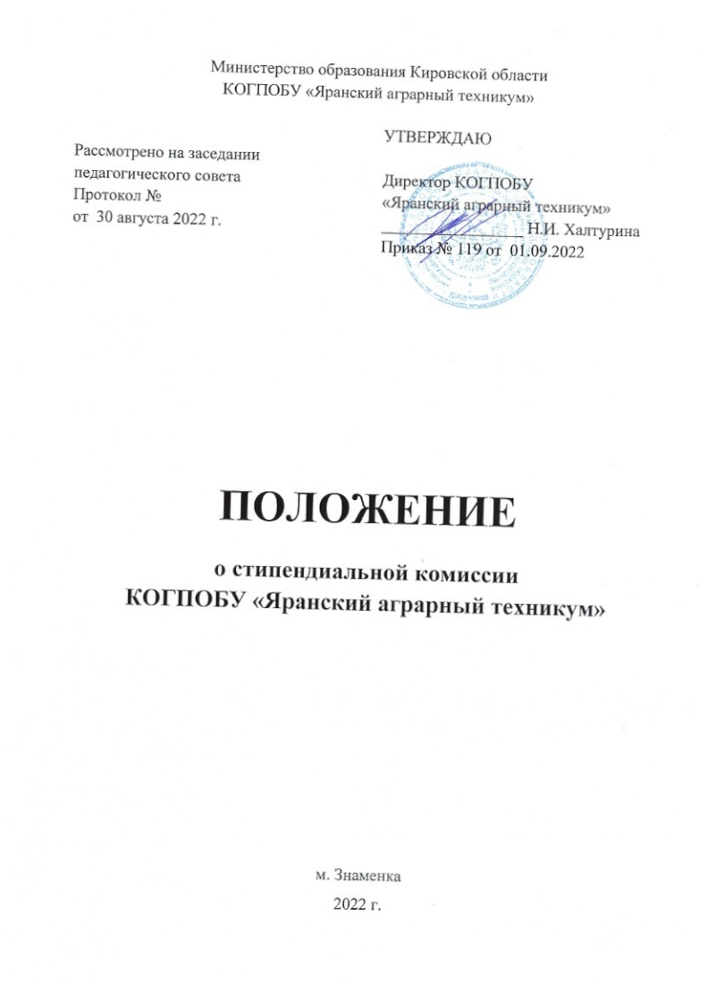 Министерство образования Кировской области
КОГПОБУ «Яранский аграрный техникум»
Рассмотрено на заседании
педагогического совета
Протокол №
от 30 августа 2022 г.
УТВЕРЖДАЮ
Директор КОГПОБУ
«Яранский аграрный техникум»
_________________ Н.И. Халтурина
Приказ № 119 от 01.09.2022
ПОЛОЖЕНИЕ
о стипендиальной комиссии
КОГПОБУ «Яранский аграрный техникум»
м. Знаменка
2022 г.